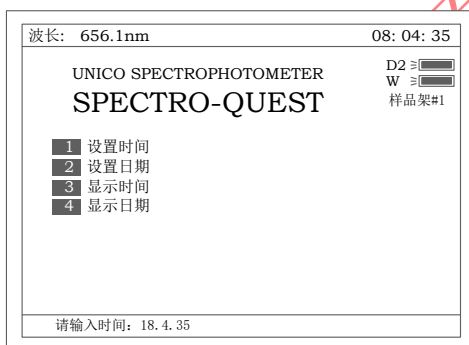 波长: 656.1nm 08: 04: 35
UNICO SPECTROPHOTOMETER
SPECTRO-QUEST
D2
W
样品架#1
1 设置时间
2 设置日期
3 显示时间
4 显示日期
请输入时间: 18.4.35